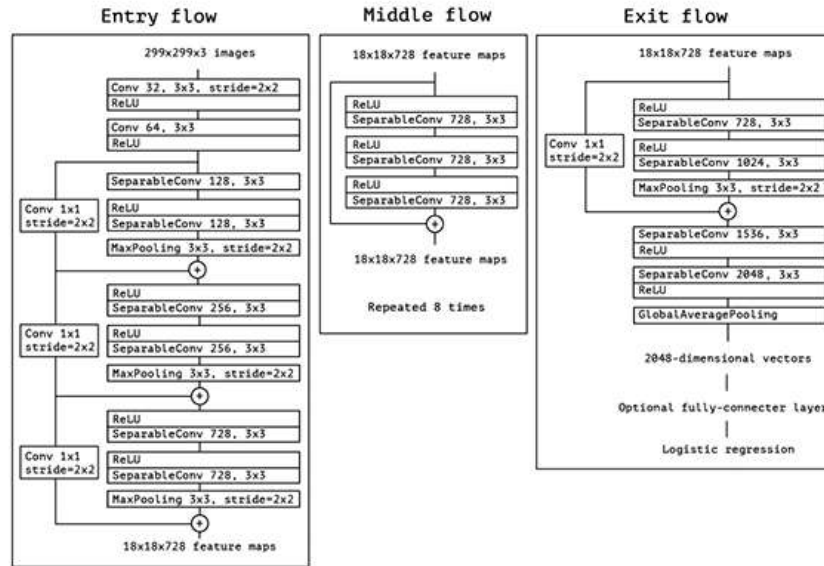 Entry flow
299x299x3 images
Conv 32, 3x3, stride=2x2
ReLU
Conv 64, 3x3
ReLU
SeparableConv 128, 3x3
ReLU
SeparableConv 128, 3x3
MaxPooling 3x3, stride=2x2
Conv 1x1
stride=2x2
+
ReLU
SeparableConv 256, 3x3
ReLU
SeparableConv 256, 3x3
MaxPooling 3x3, stride=2x2
Conv 1x1
stride=2x2
+
ReLU
SeparableConv 728, 3x3
ReLU
SeparableConv 728, 3x3
MaxPooling 3x3, stride=2x2
Conv 1x1
stride=2x2
+
18x18x728 feature maps
Middle flow
18x18x728 feature maps
ReLU
SeparableConv 728, 3x3
ReLU
SeparableConv 728, 3x3
ReLU
SeparableConv 728, 3x3
+
18x18x728 feature maps
Repeated 8 times
Exit flow
18x18x728 feature maps
ReLU
SeparableConv 728, 3x3
ReLU
SeparableConv 1024, 3x3
MaxPooling 3x3, stride=2x2
Conv 1x1
stride=2x2
+
SeparableConv 1536, 3x3
ReLU
SeparableConv 2048, 3x3
ReLU
GlobalAveragePooling
2048-dimensional vectors
Optional fully-connecter layer
Logistic regression